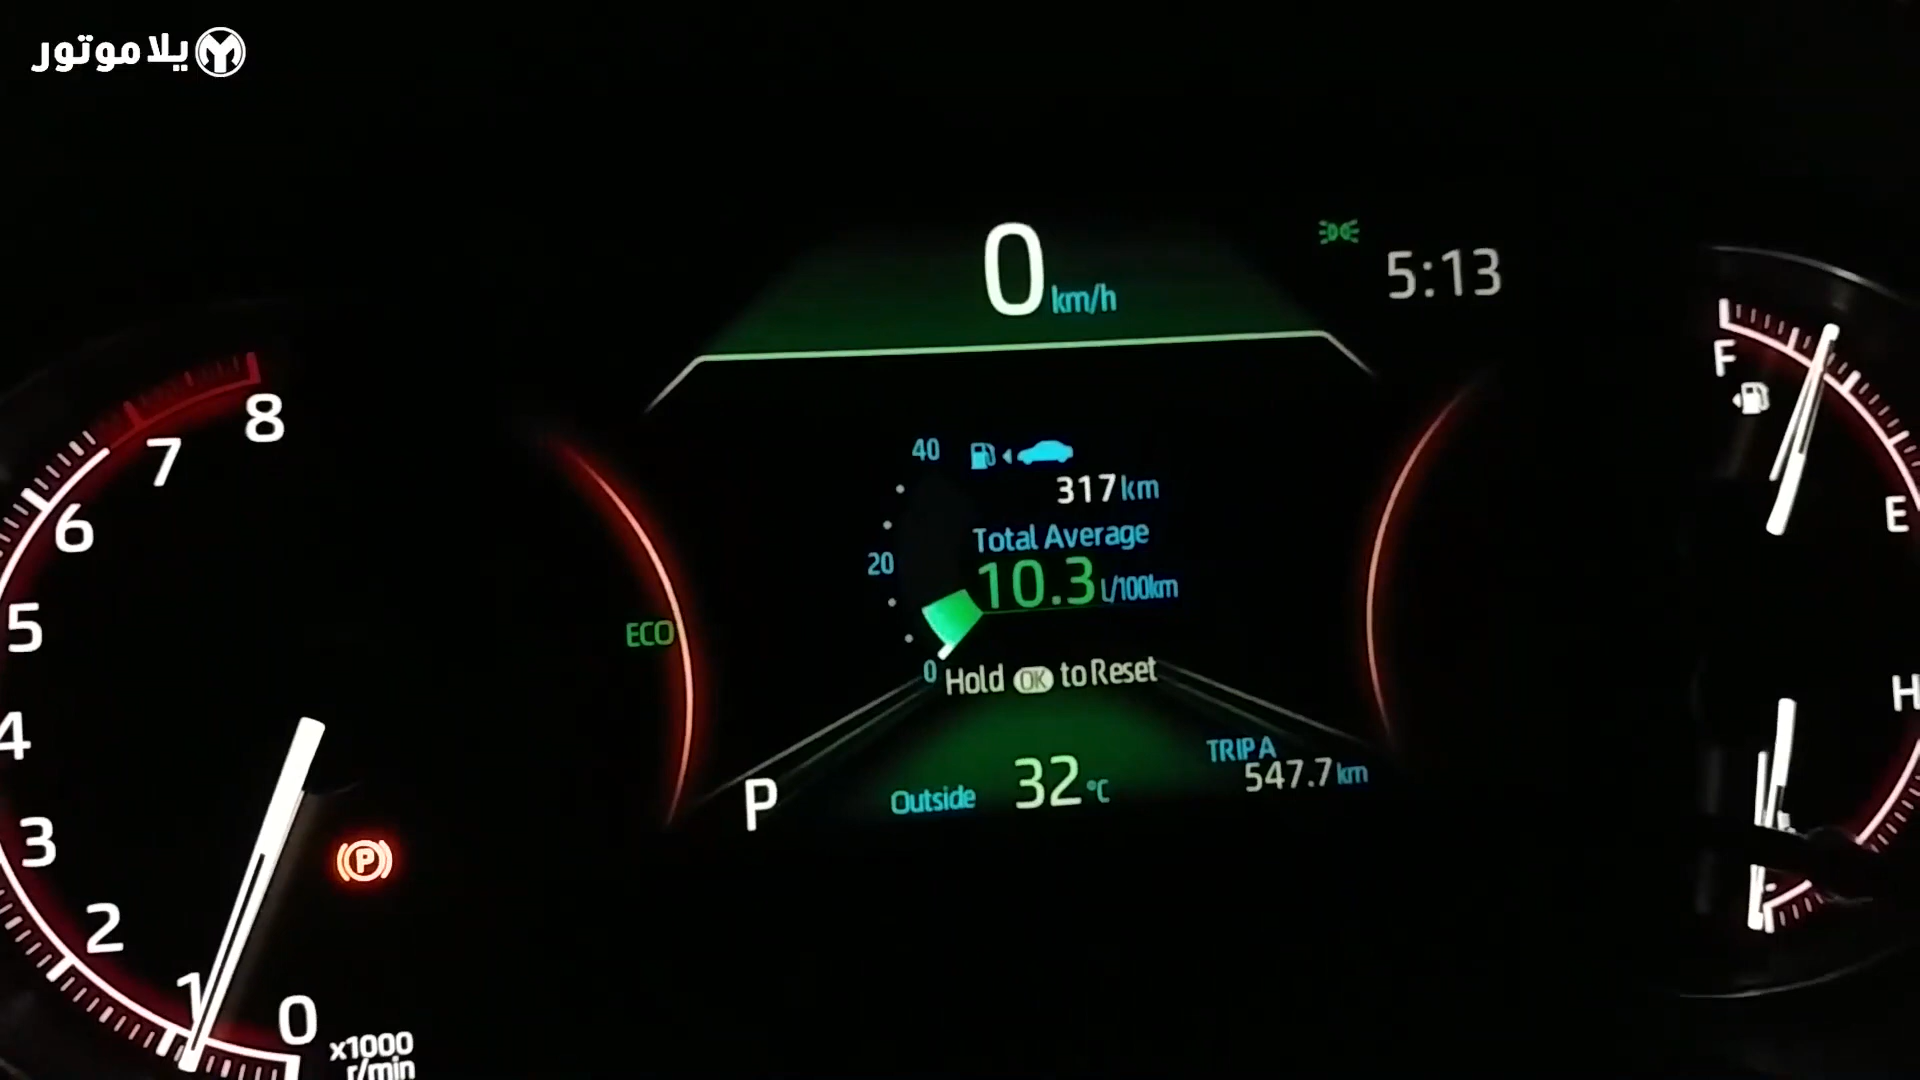 يلا موتور
0 km/h
5:13
8
7
6
5
4
3
2
1
0
x1000
r/min
ECO
40
20
0
317 km
Total Average
10.3 l/100km
Hold OK to Reset
P
Outside 32 °C
TRIP A
547.7 km
P
F
E
H